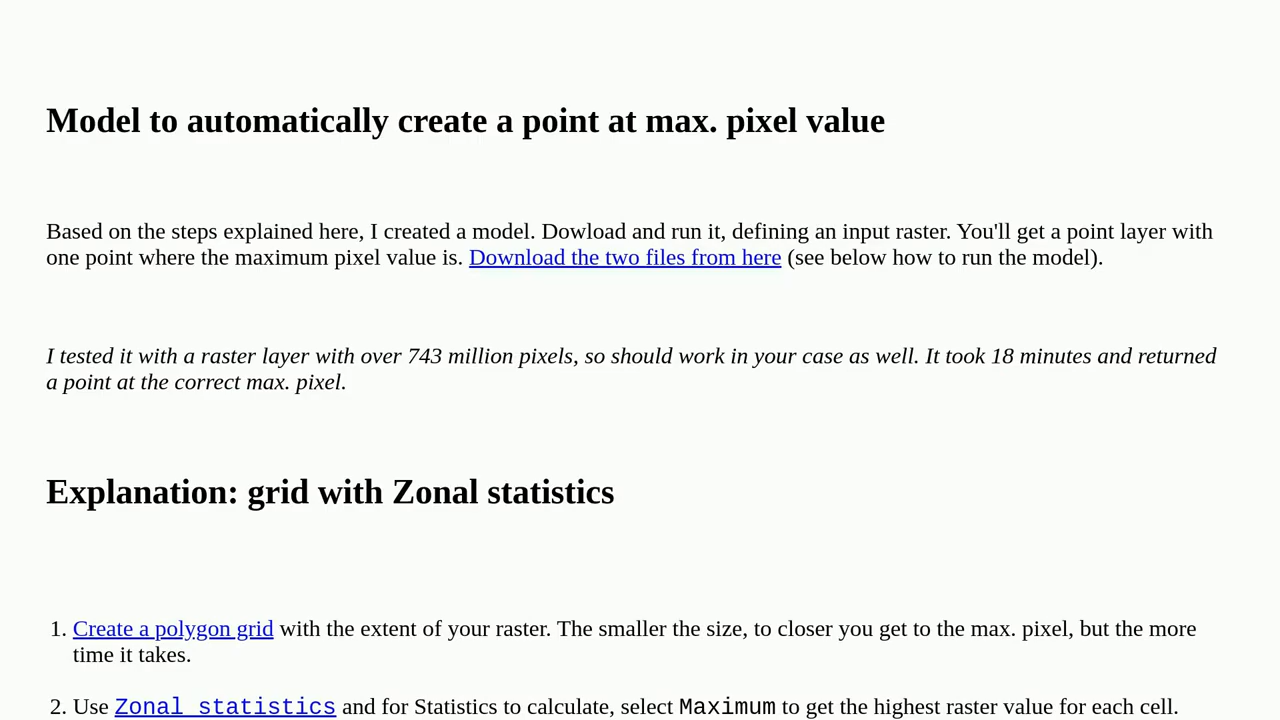 Model to automatically create a point at max. pixel value
Based on the steps explained here, I created a model. Dowload and run it, defining an input raster. You'll get a point layer with
one point where the maximum pixel value is. Download the two files from here (see below how to run the model).
I tested it with a raster layer with over 743 million pixels, so should work in your case as well. It took 18 minutes and returned
a point at the correct max. pixel.
Explanation: grid with Zonal statistics
1. Create a polygon grid with the extent of your raster. The smaller the size, to closer you get to the max. pixel, but the more
time it takes.
2. Use Zonal statistics and for Statistics to calculate, select Maximum to get the highest raster value for each cell.